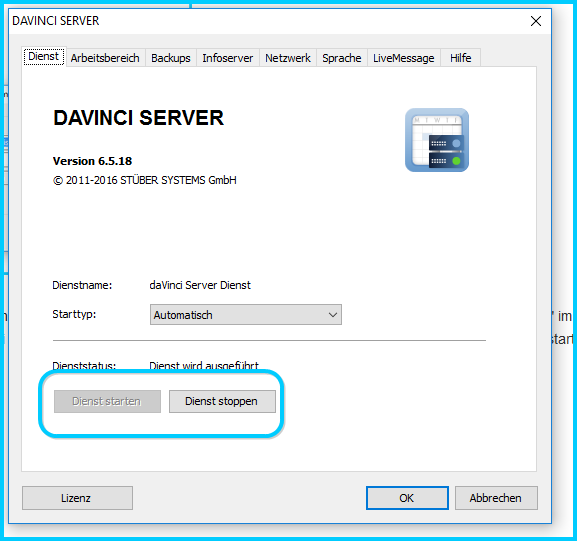 DAVINCI SERVER
Dienst Arbeitsbereich Backups Infoserver Netzwerk Sprache LiveMessage Hilfe
DAVINCI SERVER
M T W T F
Version 6.5.18
© 2011-2016 STÜBER SYSTEMS GmbH
Dienstname: daVinci Server Dienst
Starttyp: Automatisch
" im
start
Dienststatus: Dienst wird ausgeführt
Dienst starten Dienst stoppen
Lizenz OK Abbrechen